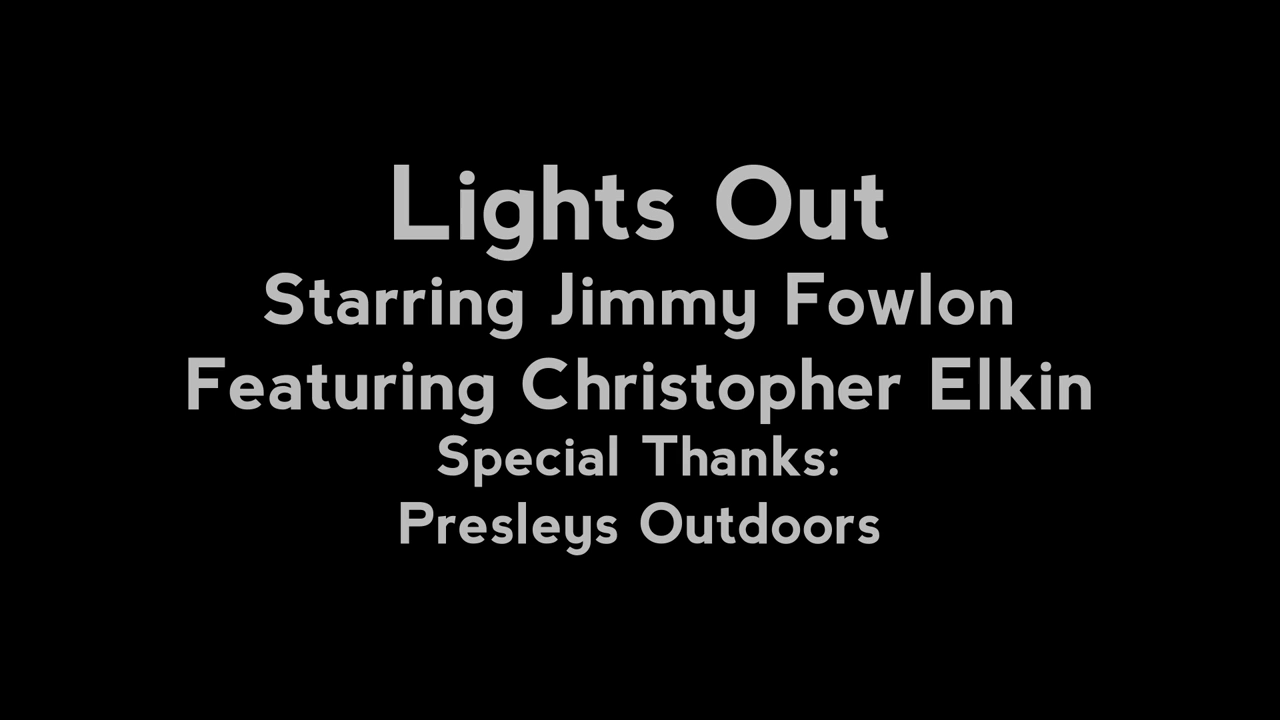 Lights Out
Starring Jimmy Fowlon
Featuring Christopher Elkin
Special Thanks:
Presleys Outdoors